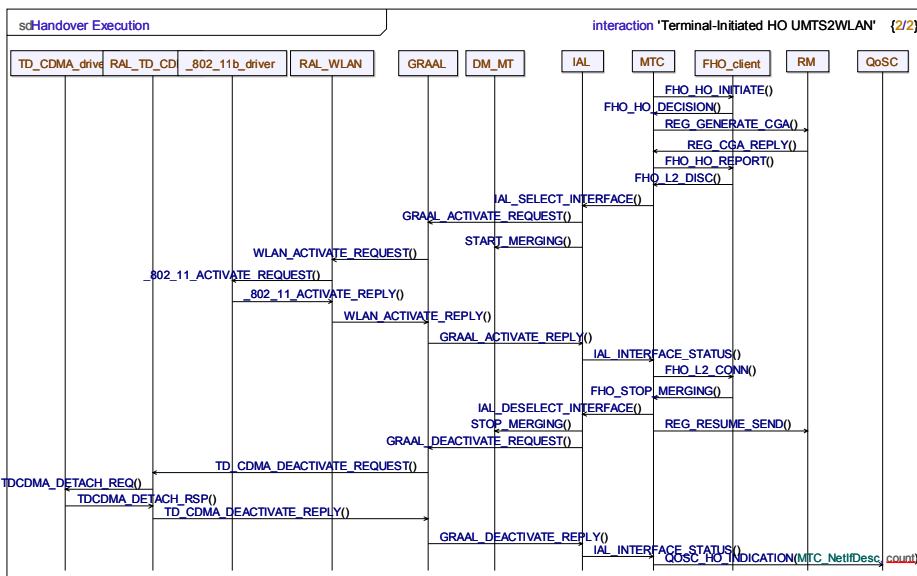 sdHandover Execution
interaction 'Terminal-Initiated HO UMTS2WLAN' {2/2}
TD_CDMA_drive RAL_TD_CD _802_11b_driver RAL_WLAN GRAAL DM_MT IAL MTC FHO_client RM QoSC
FHO_HO_INITIATE()
FHO_HO_DECISION()
REG_GENERATE_CGA()
REG_CGA_REPLY()
FHO_HO_REPORT()
FHO_L2_DISC()
IAL_SELECT_INTERFACE()
GRAAL_ACTIVATE_REQUEST()
START_MERGING()
WLAN_ACTIVATE_REQUEST()
_802_11_ACTIVATE_REQUEST()
_802_11_ACTIVATE_REPLY()
WLAN_ACTIVATE_REPLY()
GRAAL_ACTIVATE_REPLY()
IAL_INTERFACE_STATUS()
FHO_L2_CONN()
FHO_STOP_MERGING()
IAL_DESELECT_INTERFACE()
STOP_MERGING() REG_RESUME_SEND()
GRAAL_DEACTIVATE_REQUEST()
TD_CDMA_DEACTIVATE_REQUEST()
TDCDMA_DETACH_REQ()
TDCDMA_DETACH_RSP()
TD_CDMA_DEACTIVATE_REPLY()
GRAAL_DEACTIVATE_REPLY()
IAL_INTERFACE_STATUS()
QOSC_HO_INDICATION(MTC_NetIfDesc, count)